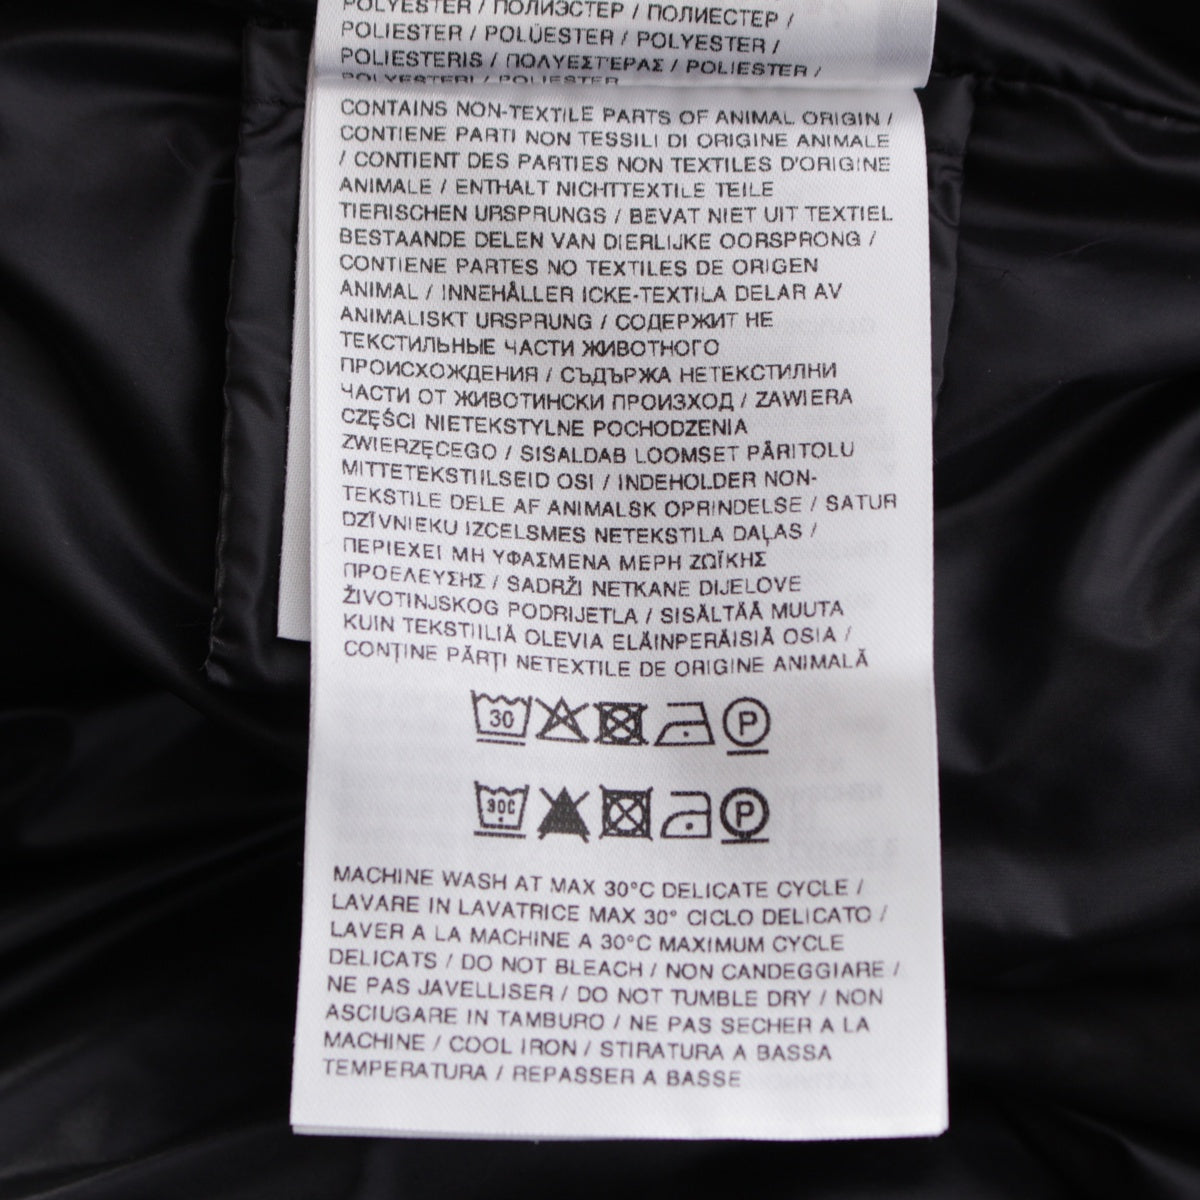 POLYESTER / ПОЛИЭСТЕР / ПОЛИЕСТЕР /
POLIESTER / POLÜESTER / POLYESTER /
POLIESTERIS / ΠΟΛΥΕΣΤΕΡΑΣ / POLIESTER /
POLYESTERI / POLIESTER
CONTAINS NON-TEXTILE PARTS OF ANIMAL ORIGIN /
CONTIENE PARTI NON TESSILI DI ORIGINE ANIMALE
/ CONTIENT DES PARTIES NON TEXTILES D'ORIGINE
ANIMALE / ENTHALT NICHTTEXTILE TEILE
TIERISCHEN URSPRUNGS / BEVAT NIET UIT TEXTIEL
BESTAANDE DELEN VAN DIERLIJKE OORSPRONG /
CONTIENE PARTES NO TEXTILES DE ORIGEN
ANIMAL / INNEHÅLLER ICKE-TEXTILA DELAR AV
ANIMALISKT URSPRUNG / СОДЕРЖИТ НЕ
ТЕКСТИЛЬНЫЕ ЧАСТИ ЖИВОТНОГО
ПРОИСХОЖДЕНИЯ / СЪДЪРЖА НЕТЕКСТИЛНИ
ЧАСТИ ОТ ЖИВОТИНСКИ ПРОИЗХОД / ZAWIERA
CZĘŚCI NIETEKSTYLNE POCHODZENIA
ZWIERZĘCEGO / SISALDAB LOOMSET PÄRITOLU
MITTETEKSTIILSEID OSI / INDEHOLDER NON-
TEKSTILE DELE AF ANIMALSK OPRINDELSE / SATUR
DZĪVNIEKU IZCELSMES NETEKSTILA DAĻAS /
ΠΕΡΙΕΧΕΙ ΜΗ ΥΦΑΣΜΕΝΑ ΜΕΡΗ ΖΩΪΚΗΣ
ΠΡΟΕΛΕΥΣΗΣ / SADRŽI NETKANE DIJELOVE
ŽIVOTINJSKOG PODRIJETLA / SISÄLTÄÄ MUUTA
KUIN TEKSTIILIÄ OLEVIA ELÄINPERÄISIÄ OSIA /
CONȚINE PĂRȚI NETEXTILE DE ORIGINE ANIMALĂ
30 P
30C P
MACHINE WASH AT MAX 30°C DELICATE CYCLE /
LAVARE IN LAVATRICE MAX 30° CICLO DELICATO /
LAVER A LA MACHINE A 30°C MAXIMUM CYCLE
DELICATS / DO NOT BLEACH / NON CANDEGGIARE /
NE PAS JAVELLISER / DO NOT TUMBLE DRY / NON
ASCIUGARE IN TAMBURO / NE PAS SECHER A LA
MACHINE / COOL IRON / STIRATURA A BASSA
TEMPERATURA / REPASSER A BASSE